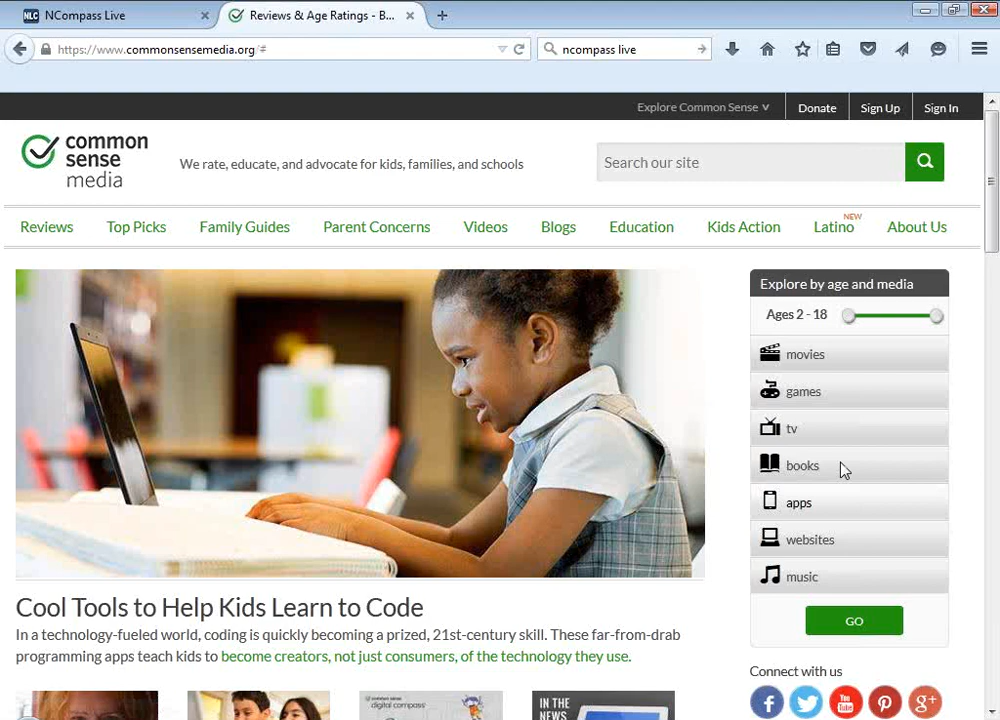 NLC NCompass Live
Reviews & Age Ratings - B...
https://www.commonsensemedia.org/#
ncompass live
Explore Common Sense
Donate
Sign Up
Sign In
common
sense
media
We rate, educate, and advocate for kids, families, and schools
Search our site
NEW
Reviews Top Picks Family Guides Parent Concerns Videos Blogs Education Kids Action Latino About Us
Explore by age and media
Ages 2 - 18
movies
games
tv
books
apps
websites
music
GO
Cool Tools to Help Kids Learn to Code
In a technology-fueled world, coding is quickly becoming a prized, 21st-century skill. These far-from-drab
programming apps teach kids to become creators, not just consumers, of the technology they use.
Connect with us
You
Tube
g+
common sense
digital compass
IN THE
NEWS